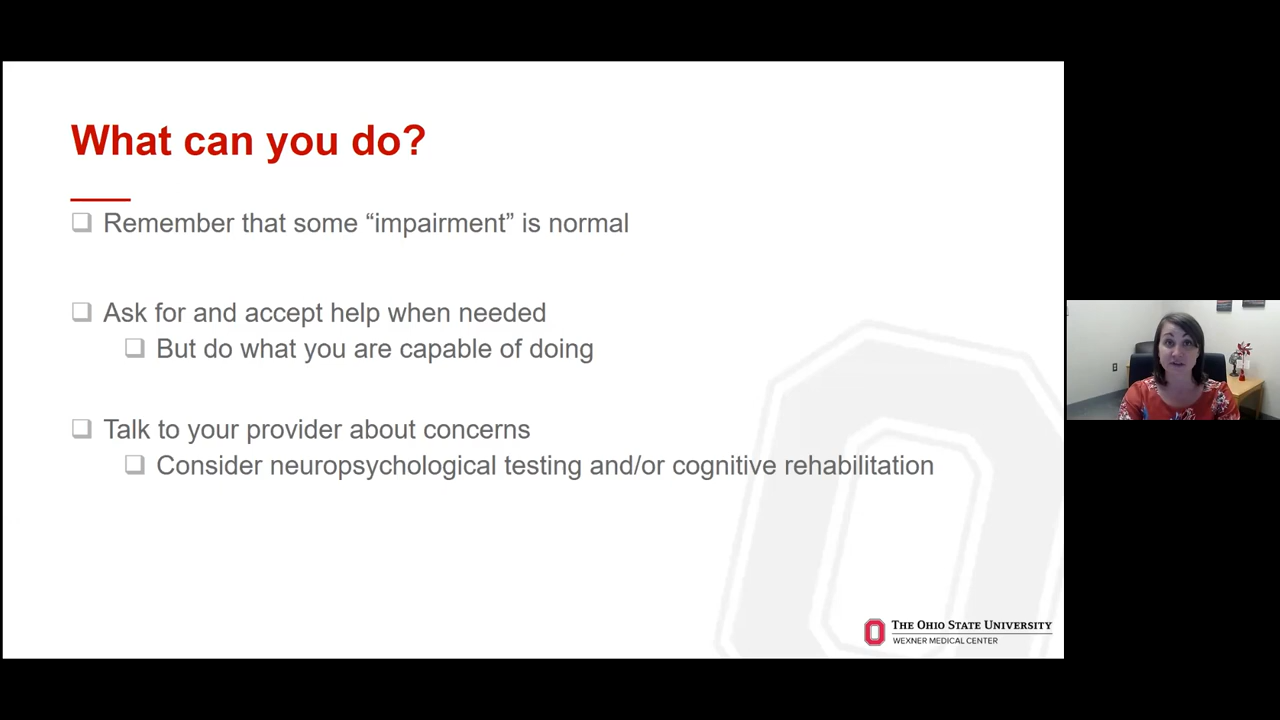 What can you do?
Remember that some “impairment” is normal
Ask for and accept help when needed
But do what you are capable of doing
Talk to your provider about concerns
Consider neuropsychological testing and/or cognitive rehabilitation
THE OHIO STATE UNIVERSITY
WEXNER MEDICAL CENTER